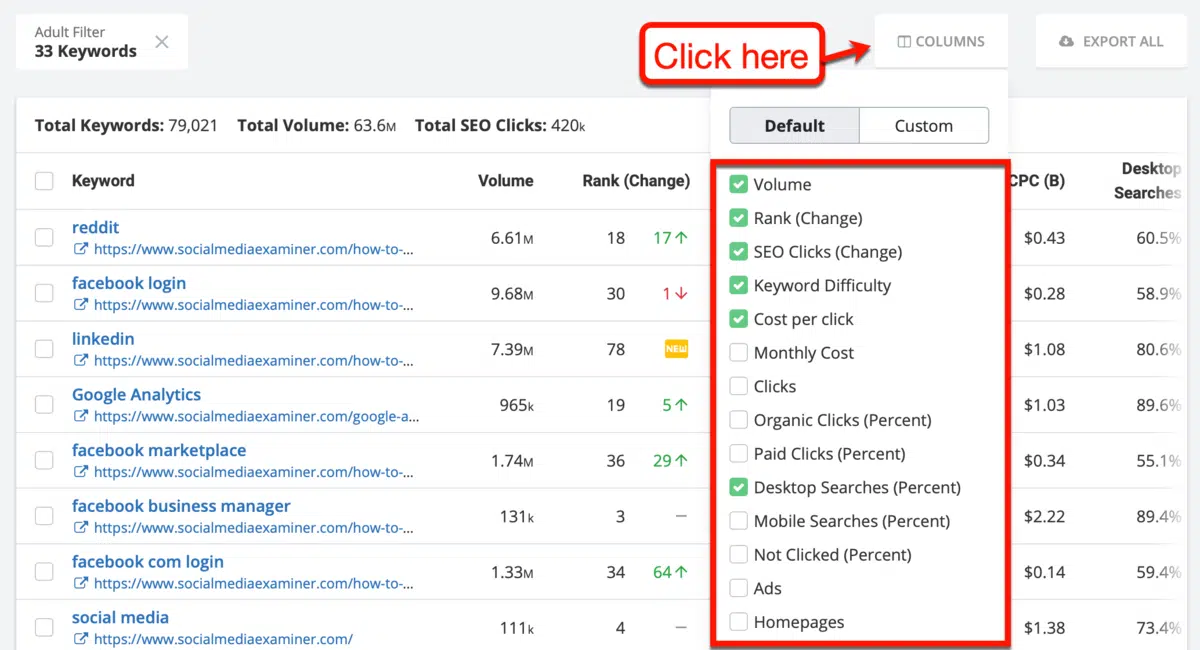 Adult Filter
33 Keywords
Click here
COLUMNS
EXPORT ALL
Total Keywords: 79,021 Total Volume: 63.6M Total SEO Clicks: 420k
Default Custom
Keyword Volume Rank (Change) CPC (B) Desktop Searches
reddit 6.61M 18 17↑ $0.43 60.5%
https://www.socialmediaexaminer.com/how-to-...
facebook login 9.68M 30 1↓ $0.28 58.9%
https://www.socialmediaexaminer.com/how-to-...
linkedin 7.39M 78 NEW $1.08 80.6%
https://www.socialmediaexaminer.com/how-to-...
Google Analytics 965k 19 5↑ $1.03 89.6%
https://www.socialmediaexaminer.com/google-a...
facebook marketplace 1.74M 36 29↑ $0.34 55.1%
https://www.socialmediaexaminer.com/how-to-...
facebook business manager 131k 3 – $2.22 89.4%
https://www.socialmediaexaminer.com/how-to-...
facebook com login 1.33M 34 64↑ $0.14 59.4%
https://www.socialmediaexaminer.com/how-to-...
social media 111k 4 – $1.38 73.4%
https://www.socialmediaexaminer.com/
Volume
Rank (Change)
SEO Clicks (Change)
Keyword Difficulty
Cost per click
Monthly Cost
Clicks
Organic Clicks (Percent)
Paid Clicks (Percent)
Desktop Searches (Percent)
Mobile Searches (Percent)
Not Clicked (Percent)
Ads
Homepages